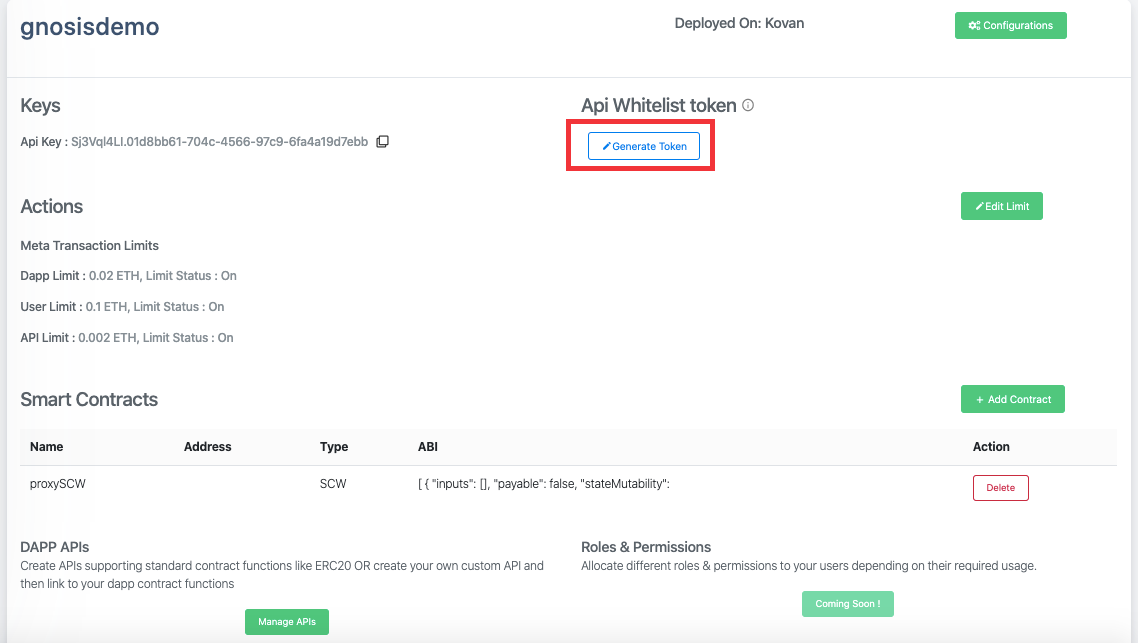 gnosisdemo
Deployed On: Kovan
Configurations
Keys
Api Whitelist token
Api Key : Sj3Vql4LI.01d8bb61-704c-4566-97c9-6fa4a19d7ebb
Generate Token
Actions
Edit Limit
Meta Transaction Limits
Dapp Limit : 0.02 ETH, Limit Status : On
User Limit : 0.1 ETH, Limit Status : On
API Limit : 0.002 ETH, Limit Status : On
Smart Contracts
+ Add Contract
Name Address Type ABI Action
proxySCW SCW [ { "inputs": [], "payable": false, "stateMutability": Delete
DAPP APIs
Create APIs supporting standard contract functions like ERC20 OR create your own custom API and
then link to your dapp contract functions
Manage APIs
Roles & Permissions
Allocate different roles & permissions to your users depending on their required usage.
Coming Soon !